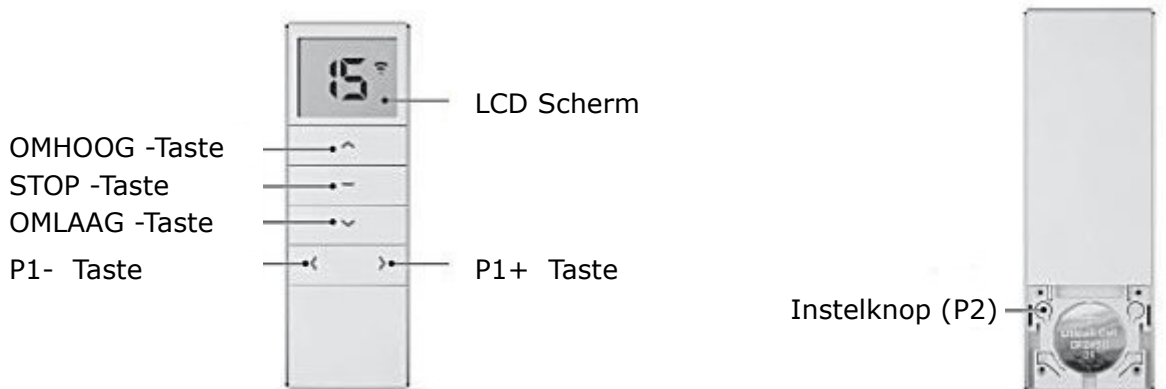 15
LCD Scherm
OMHOOG -Taste
STOP -Taste
OMLAAG -Taste
P1- Taste
P1+ Taste
Instelknop (P2)